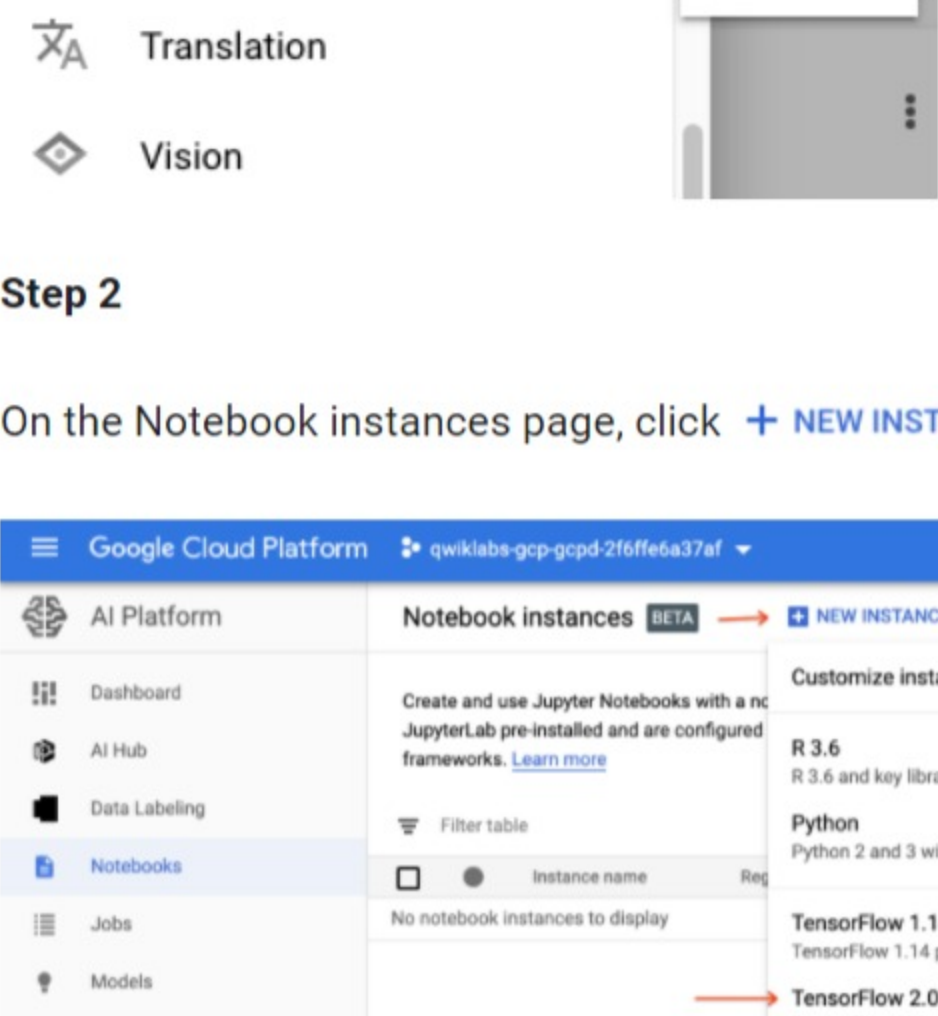 Translation
Vision
Step 2
On the Notebook instances page, click + NEW INST
Google Cloud Platform qwiklabs-gcp-gcpd-2f6ffe6a37af
AI Platform
Notebook instances BETA
NEW INSTANC
Dashboard
AI Hub
Data Labeling
Notebooks
Jobs
Models
Create and use Jupyter Notebooks with a no
JupyterLab pre-installed and are configured
frameworks. Learn more
Filter table
Instance name Reg
No notebook instances to display
Customize insta
R 3.6
R 3.6 and key libra
Python
Python 2 and 3 wi
TensorFlow 1.1
TensorFlow 1.14 p
TensorFlow 2.0